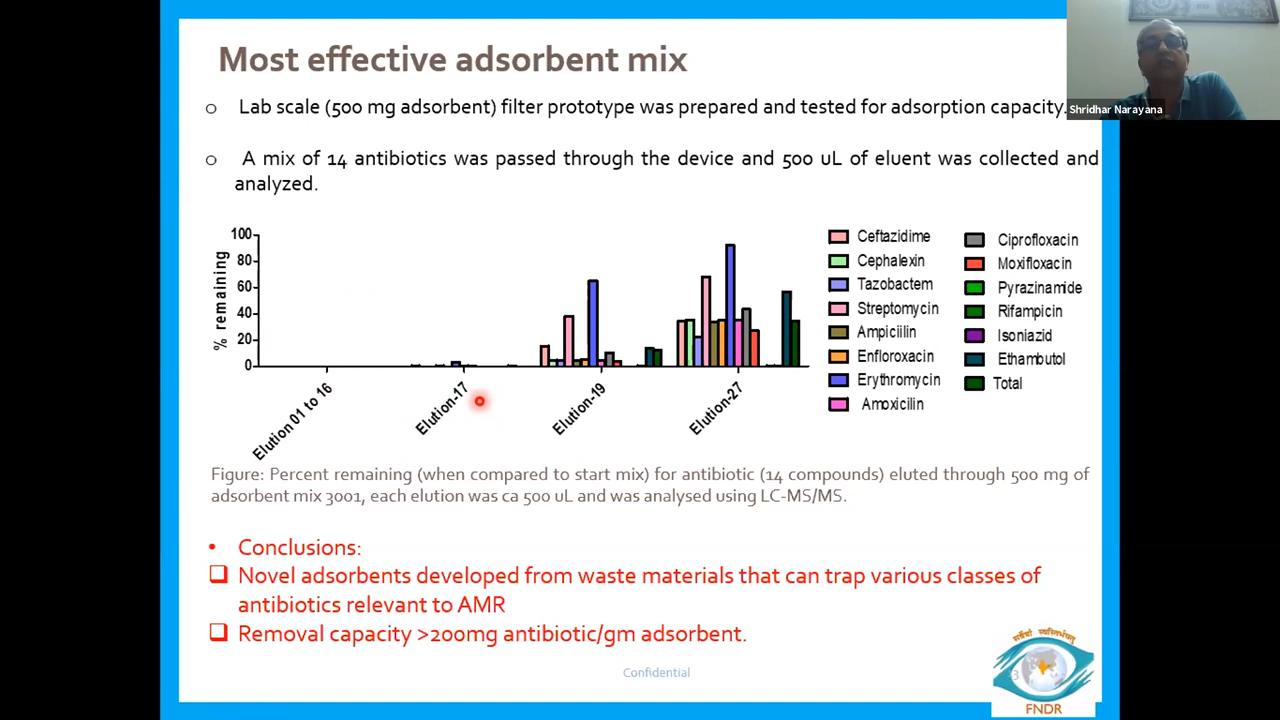 Most effective adsorbent mix
Shridhar Narayana
o Lab scale (500 mg adsorbent) filter prototype was prepared and tested for adsorption capacity.
o A mix of 14 antibiotics was passed through the device and 500 uL of eluent was collected and
analyzed.
% remaining
100
80
60
40
20
0
Elution 01 to 16
Elution-17
Elution-19
Elution-27
Ceftazidime
Cephalexin
Tazobactem
Streptomycin
Ampiciilin
Enfloroxacin
Erythromycin
Amoxicilin
Ciprofloxacin
Moxifloxacin
Pyrazinamide
Rifampicin
Isoniazid
Ethambutol
Total
Figure: Percent remaining (when compared to start mix) for antibiotic (14 compounds) eluted through 500 mg of
adsorbent mix 3001, each elution was ca 500 uL and was analysed using LC-MS/MS.
• Conclusions:
❑ Novel adsorbents developed from waste materials that can trap various classes of
antibiotics relevant to AMR
❑ Removal capacity >200mg antibiotic/gm adsorbent.
Confidential
FNDR